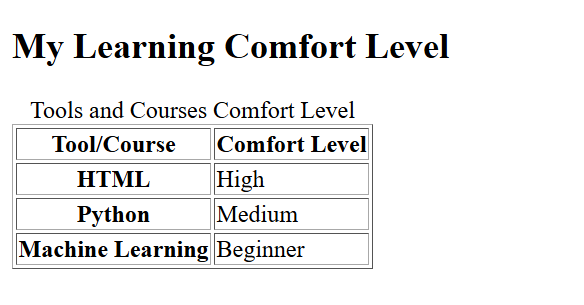 My Learning Comfort Level
Tools and Courses Comfort Level
Tool/Course Comfort Level
HTML High
Python Medium
Machine Learning Beginner